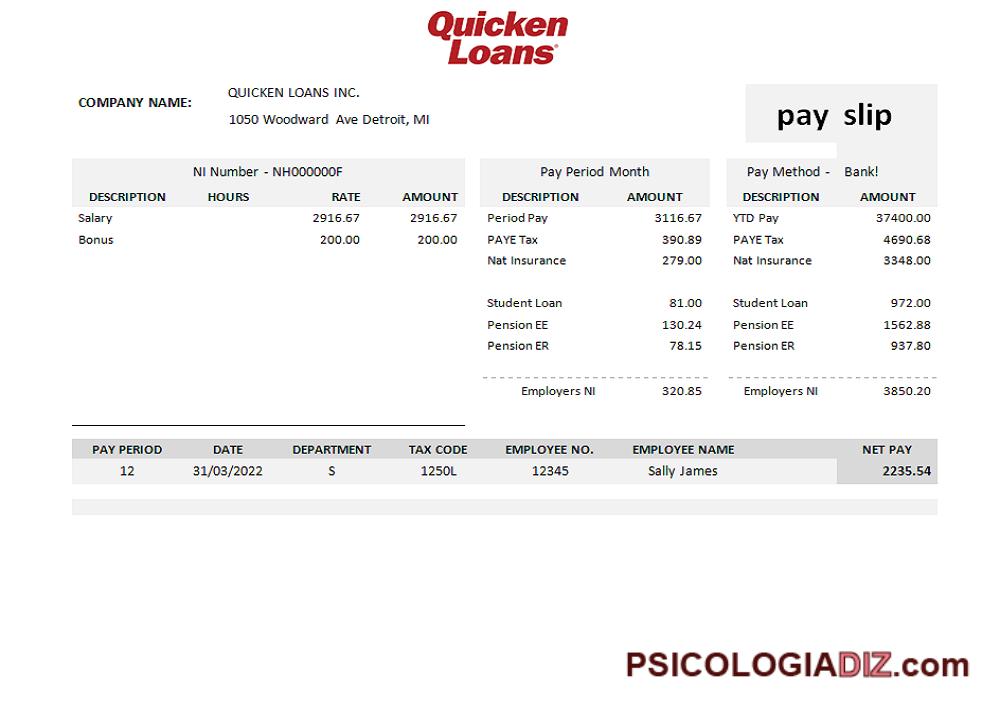 Quicken
Loans
COMPANY NAME:
QUICKEN LOANS INC.
1050 Woodward Ave Detroit, MI
pay slip
NI Number - NH000000F
DESCRIPTION HOURS RATE AMOUNT
Salary 2916.67 2916.67
Bonus 200.00 200.00
Pay Period Month
DESCRIPTION AMOUNT
Period Pay 3116.67
PAYE Tax 390.89
Nat Insurance 279.00
Student Loan 81.00
Pension EE 130.24
Pension ER 78.15
Employers NI 320.85
Pay Method - Bank!
DESCRIPTION AMOUNT
YTD Pay 37400.00
PAYE Tax 4690.68
Nat Insurance 3348.00
Student Loan 972.00
Pension EE 1562.88
Pension ER 937.80
Employers NI 3850.20
PAY PERIOD DATE DEPARTMENT TAX CODE EMPLOYEE NO. EMPLOYEE NAME NET PAY
12 31/03/2022 S 1250L 12345 Sally James 2235.54
PSICOLOGIADIZ.com